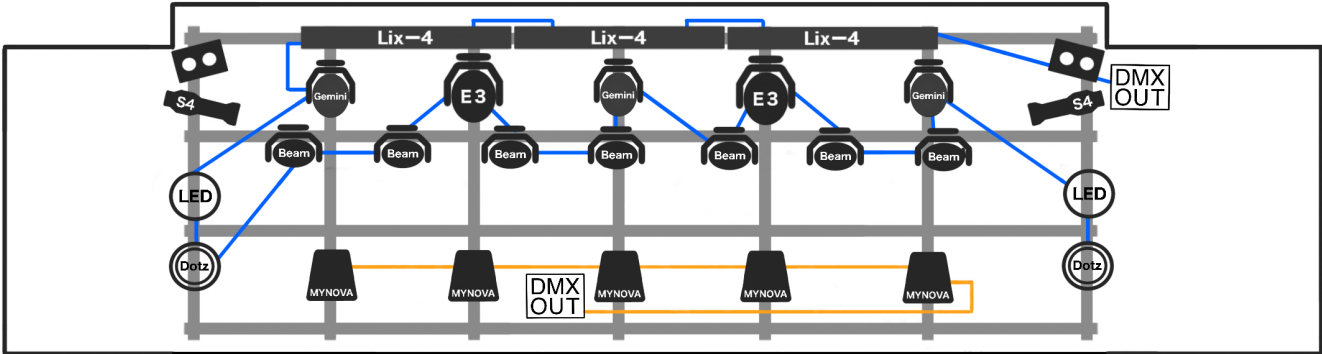 Lix–4 Lix–4 Lix–4
DMX
OUT
S4 Gemini E3 Gemini E3 Gemini S4
Beam Beam Beam Beam Beam Beam Beam
LED LED
Dotz Dotz
DMX
OUT
MYNOVA MYNOVA MYNOVA MYNOVA MYNOVA